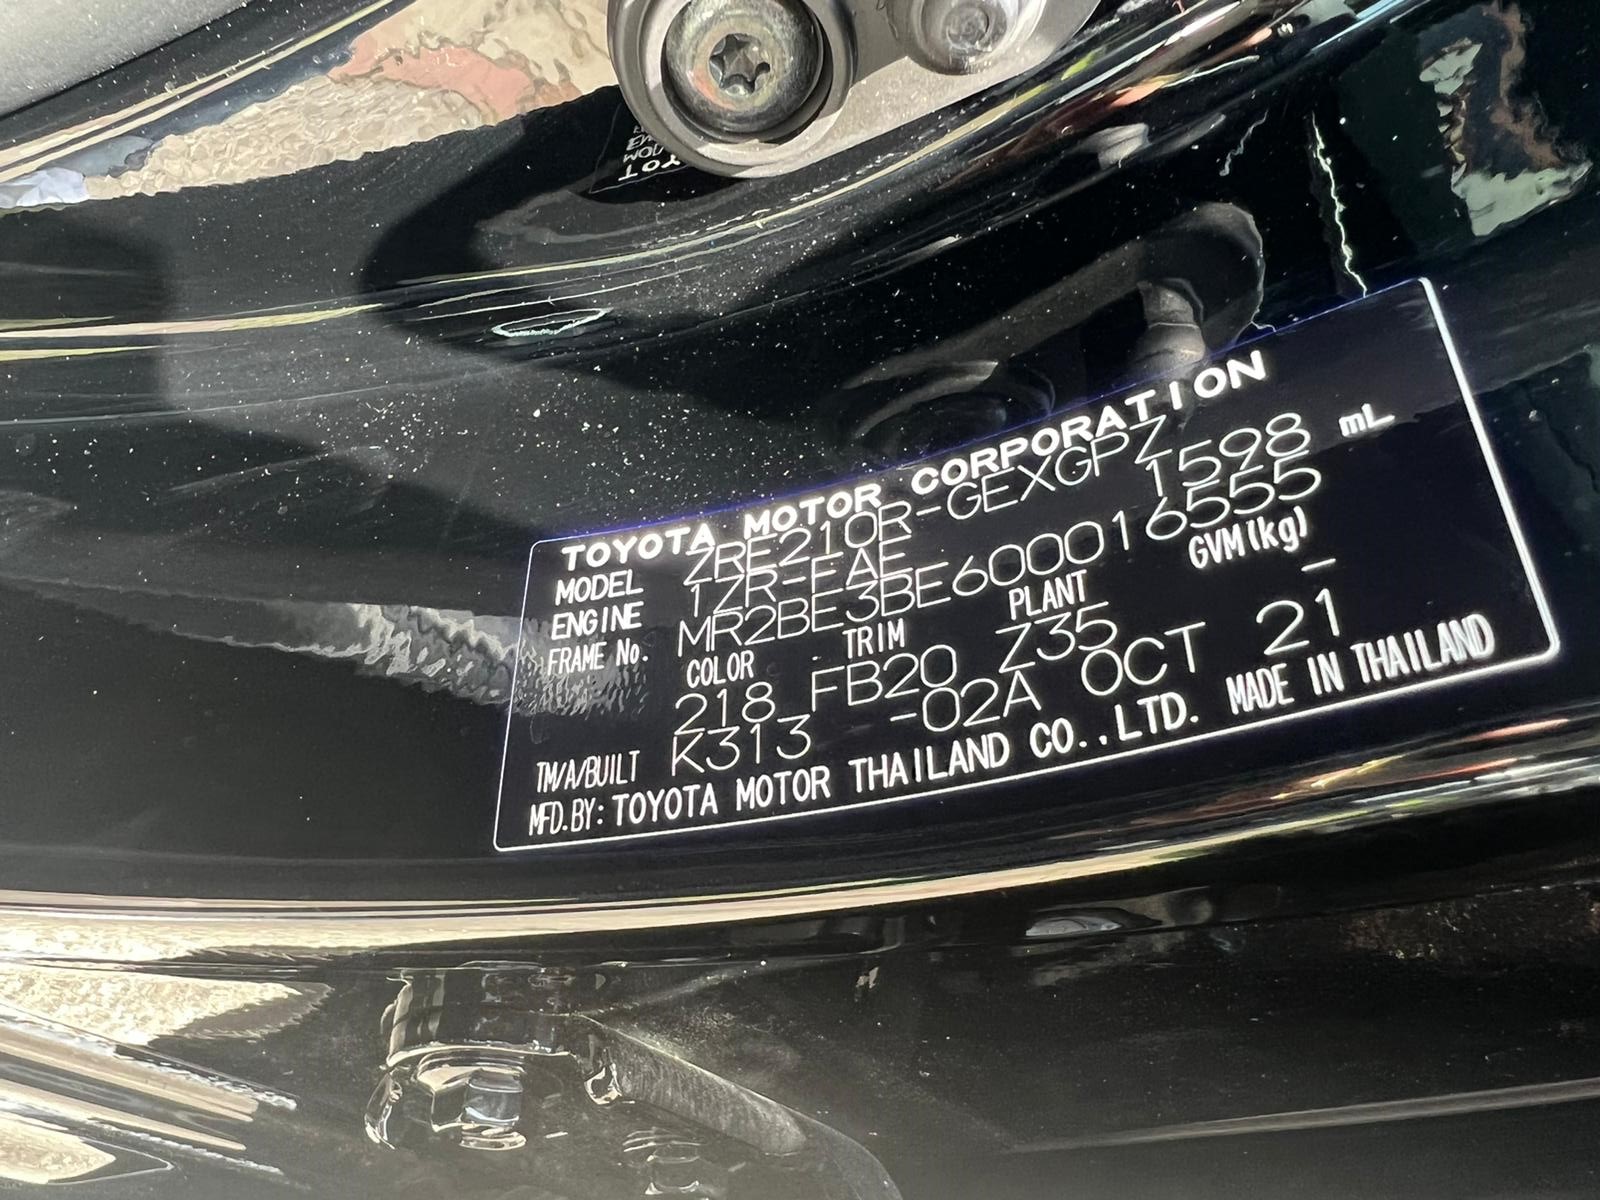 TOYOTA MOTOR CORPORATION
MODEL ZRE210R-GEXGPZ
ENGINE 1ZR-FAE 1598 mL
FRAME No. MR2BE3BE600016555
COLOR TRIM PLANT GVM(kg)
218 FB20 Z35 -
TM/A/BUILT K313 -02A OCT 21
MFD.BY: TOYOTA MOTOR THAILAND CO.,LTD. MADE IN THAILAND